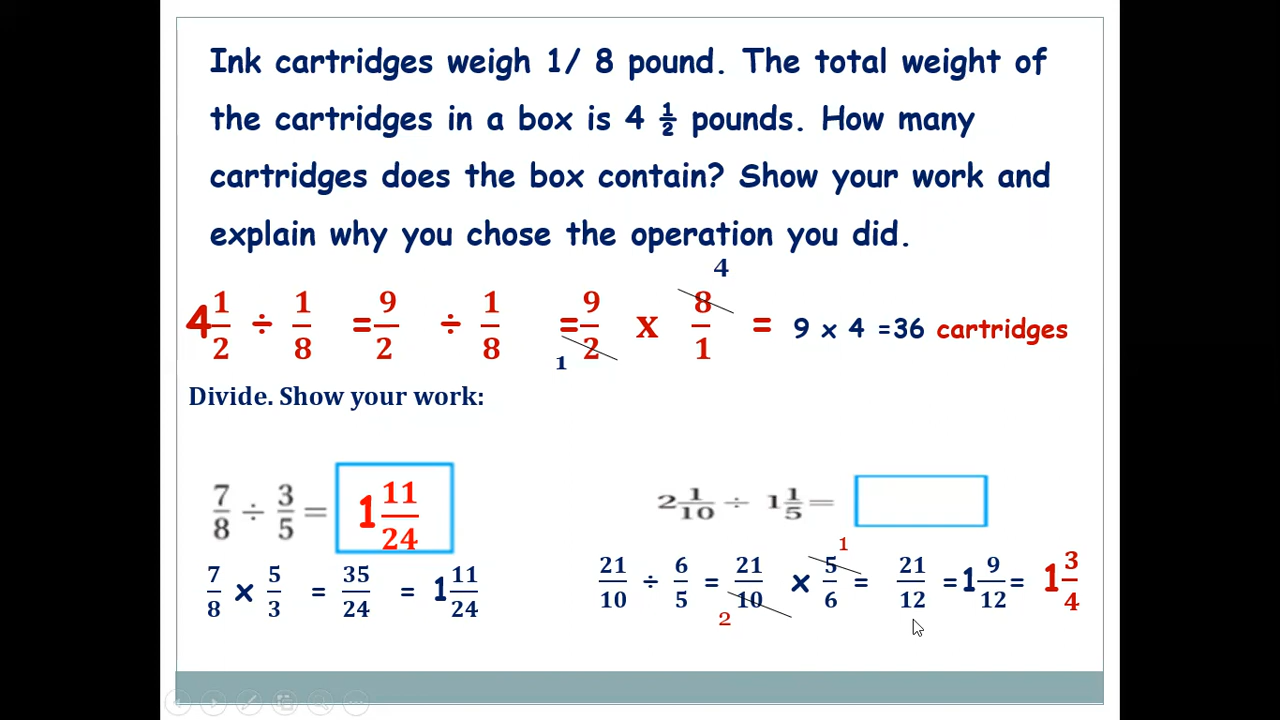 Ink cartridges weigh 1/ 8 pound. The total weight of
the cartridges in a box is 4 ½ pounds. How many
cartridges does the box contain? Show your work and
explain why you chose the operation you did.
4
4 1/2 ÷ 1/8 = 9/2 ÷ 1/8 = 9/2 x 8/1 = 9 x 4 =36 cartridges
1
Divide. Show your work:
7/8 ÷ 3/5 = 1 11/24
2 1/10 ÷ 1 1/5 =
1
7/8 x 5/3 = 35/24 = 1 11/24
21/10 ÷ 6/5 = 21/10 x 5/6 = 21/12 = 1 9/12 = 1 3/4
2